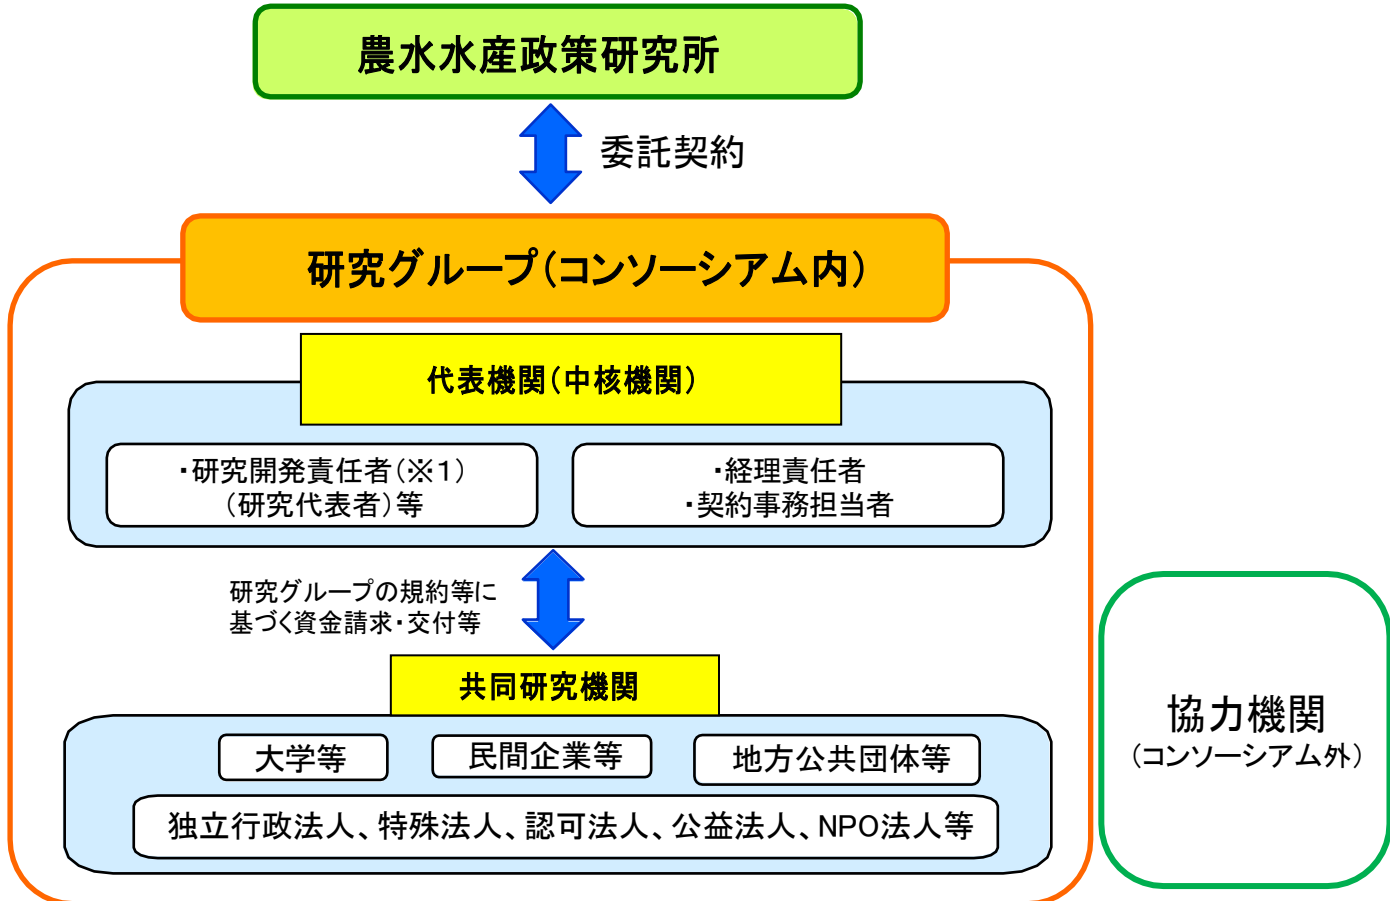 農水水産政策研究所
委託契約
研究グループ(コンソーシアム内)
代表機関(中核機関)
・研究開発責任者(※1)
(研究代表者)等
・経理責任者
・契約事務担当者
研究グループの規約等に
基づく資金請求・交付等
共同研究機関
大学等
民間企業等
地方公共団体等
独立行政法人、特殊法人、認可法人、公益法人、NPO法人等
協力機関
(コンソーシアム外)